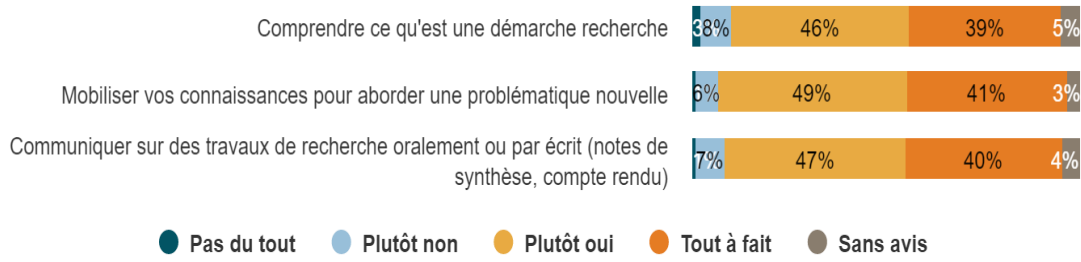 Comprendre ce qu'est une démarche recherche
3 8% 46% 39% 5%
Mobiliser vos connaissances pour aborder une problématique nouvelle
6% 49% 41% 3%
Communiquer sur des travaux de recherche oralement ou par écrit (notes de
synthèse, compte rendu)
7% 47% 40% 4%
Pas du tout Plutôt non Plutôt oui Tout à fait Sans avis